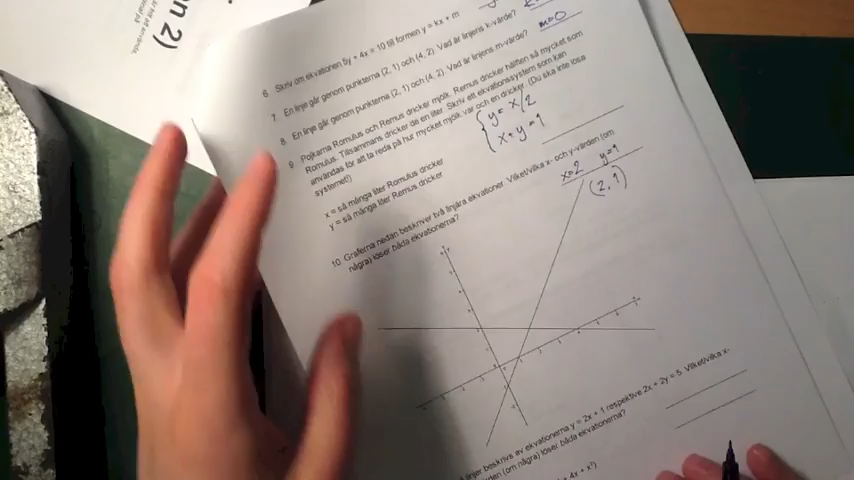 on 2)
6 Skriv om ekvationen 5y + 4x = 10 till formen y = kx + m
7. En linje går genom punkterna (2, 1) och (4, 2). Vad är linjens k-värde?
8. En linje går genom punkterna (2, 1) och (4, 2). Vad är linjens m-värde?
m=0
9 Pojkarna Romulus och Remus dricker mjölk. Remus dricker hälften så mycket som
Romulus. Tillsammans dricker de en liter. Skriv ett ekvationssystem som kan
användas för att ta reda på hur mycket mjölk var och en dricker. (Du ska inte lösa
systemet!)
y = x/2
x+y=1
x = så många liter Romulus dricker
y = så många liter Remus dricker
10. Graferna nedan beskriver två linjära ekvationer. Vilket/vilka x- och y-värden (om
några) löser båda ekvationerna?
x=2 y=1
(2,1)
linjer beskrivs av ekvationerna y = 2x + 1 respektive 2x + 2y = 5. Vilket/vilka x-
(om några) löser båda ekvationerna?